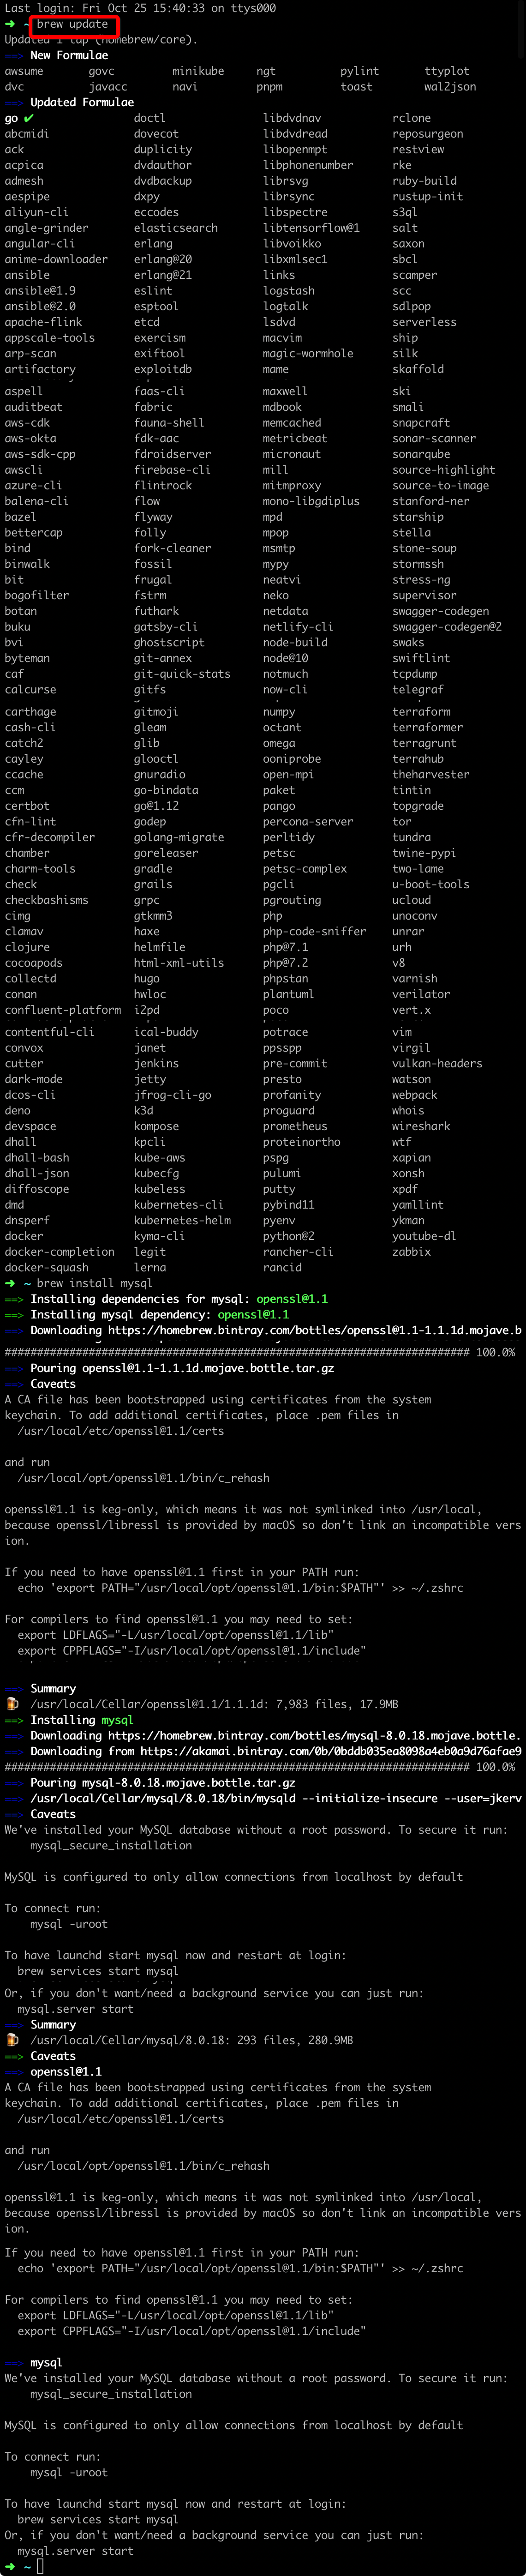 Last login: Fri Oct 25 15:40:33 on ttys000
➜ ~ brew update
Updated 1 tap (homebrew/core).
==> New Formulae
awsume govc minikube ngt pylint ttyplot
dvc javacc navi pnpm toast wal2json
==> Updated Formulae
go ✔ doctl libdvdnav rclone
abcmidi dovecot libdvdread reposurgeon
ack duplicity libopenmpt restview
acpica dvdauthor libphonenumber rke
admesh dvdbackup librsvg ruby-build
aespipe dxpy librsync rustup-init
aliyun-cli eccodes libspectre s3ql
angle-grinder elasticsearch libtensorflow@1 salt
angular-cli erlang libvoikko saxon
anime-downloader erlang@20 libxmlsec1 sbcl
ansible erlang@21 links scamper
ansible@1.9 eslint logstash scc
ansible@2.0 esptool logtalk sdlpop
apache-flink etcd lsdvd serverless
appscale-tools exercism macvim ship
arp-scan exiftool magic-wormhole silk
artifactory exploitdb mame skaffold
aspell faas-cli maxwell ski
auditbeat fabric mdbook smali
aws-cdk fauna-shell memcached snapcraft
aws-okta fdk-aac metricbeat sonar-scanner
aws-sdk-cpp fdroidserver micronaut sonarqube
awscli firebase-cli mill source-highlight
azure-cli flintrock mitmproxy source-to-image
balena-cli flow mono-libgdiplus stanford-ner
bazel flyway mpd starship
bettercap folly mpop stella
bind fork-cleaner msmtp stone-soup
binwalk fossil mypy stormssh
bit frugal neatvi stress-ng
bogofilter fstrm neko supervisor
botan futhark netdata swagger-codegen
buku gatsby-cli netlify-cli swagger-codegen@2
bvi ghostscript node-build swaks
byteman git-annex node@10 swiftlint
caf git-quick-stats notmuch tcpdump
calcurse gitfs now-cli telegraf
carthage gitmoji numpy terraform
cash-cli gleam octant terraformer
catch2 glib omega terragrunt
cayley glooctl ooniprobe terrahub
ccache gnuradio open-mpi theharvester
ccm go-bindata paket tintin
certbot go@1.12 pango topgrade
cfn-lint godep percona-server tor
cfr-decompiler golang-migrate perltidy tundra
chamber goreleaser petsc twine-pypi
charm-tools gradle petsc-complex two-lame
check grails pgcli u-boot-tools
checkbashisms grpc pgrouting ucloud
cimg gtkmm3 php unoconv
clamav haxe php-code-sniffer unrar
clojure helmfile php@7.1 urh
cocoapods html-xml-utils php@7.2 v8
collectd hugo phpstan varnish
conan hwloc plantuml verilator
confluent-platform i2pd poco vert.x
contentful-cli ical-buddy potrace vim
convox janet ppsspp virgil
cutter jenkins pre-commit vulkan-headers
dark-mode jetty presto watson
dcos-cli jfrog-cli-go profanity webpack
deno k3d proguard whois
devspace kompose prometheus wireshark
dhall kpcli proteinortho wtf
dhall-bash kube-aws pspg xapian
dhall-json kubecfg pulumi xonsh
diffoscope kubeless putty xpdf
dmd kubernetes-cli pybind11 yamllint
dnsperf kubernetes-helm pyenv ykman
docker kyma-cli python@2 youtube-dl
docker-completion legit rancher-cli zabbix
docker-squash lerna rancid
➜ ~ brew install mysql
==> Installing dependencies for mysql: openssl@1.1
==> Installing mysql dependency: openssl@1.1
==> Downloading https://homebrew.bintray.com/bottles/openssl@1.1-1.1.1d.mojave.b
######################################################################## 100.0%
==> Pouring openssl@1.1-1.1.1d.mojave.bottle.tar.gz
==> Caveats
A CA file has been bootstrapped using certificates from the system
keychain. To add additional certificates, place .pem files in
/usr/local/etc/openssl@1.1/certs
and run
/usr/local/opt/openssl@1.1/bin/c_rehash
openssl@1.1 is keg-only, which means it was not symlinked into /usr/local,
because openssl/libressl is provided by macOS so don't link an incompatible vers
ion.
If you need to have openssl@1.1 first in your PATH run:
echo 'export PATH="/usr/local/opt/openssl@1.1/bin:$PATH"' >> ~/.zshrc
For compilers to find openssl@1.1 you may need to set:
export LDFLAGS="-L/usr/local/opt/openssl@1.1/lib"
export CPPFLAGS="-I/usr/local/opt/openssl@1.1/include"
==> Summary
🍺 /usr/local/Cellar/openssl@1.1/1.1.1d: 7,983 files, 17.9MB
==> Installing mysql
==> Downloading https://homebrew.bintray.com/bottles/mysql-8.0.18.mojave.bottle.
==> Downloading from https://akamai.bintray.com/0b/0bddb035ea8098a4eb0a9d76afae9
######################################################################## 100.0%
==> Pouring mysql-8.0.18.mojave.bottle.tar.gz
==> /usr/local/Cellar/mysql/8.0.18/bin/mysqld --initialize-insecure --user=jkerv
==> Caveats
We've installed your MySQL database without a root password. To secure it run:
mysql_secure_installation
MySQL is configured to only allow connections from localhost by default
To connect run:
mysql -uroot
To have launchd start mysql now and restart at login:
brew services start mysql
Or, if you don't want/need a background service you can just run:
mysql.server start
==> Summary
🍺 /usr/local/Cellar/mysql/8.0.18: 293 files, 280.9MB
==> Caveats
==> openssl@1.1
A CA file has been bootstrapped using certificates from the system
keychain. To add additional certificates, place .pem files in
/usr/local/etc/openssl@1.1/certs
and run
/usr/local/opt/openssl@1.1/bin/c_rehash
openssl@1.1 is keg-only, which means it was not symlinked into /usr/local,
because openssl/libressl is provided by macOS so don't link an incompatible vers
ion.
If you need to have openssl@1.1 first in your PATH run:
echo 'export PATH="/usr/local/opt/openssl@1.1/bin:$PATH"' >> ~/.zshrc
For compilers to find openssl@1.1 you may need to set:
export LDFLAGS="-L/usr/local/opt/openssl@1.1/lib"
export CPPFLAGS="-I/usr/local/opt/openssl@1.1/include"
==> mysql
We've installed your MySQL database without a root password. To secure it run:
mysql_secure_installation
MySQL is configured to only allow connections from localhost by default
To connect run:
mysql -uroot
To have launchd start mysql now and restart at login:
brew services start mysql
Or, if you don't want/need a background service you can just run:
mysql.server start
➜ ~